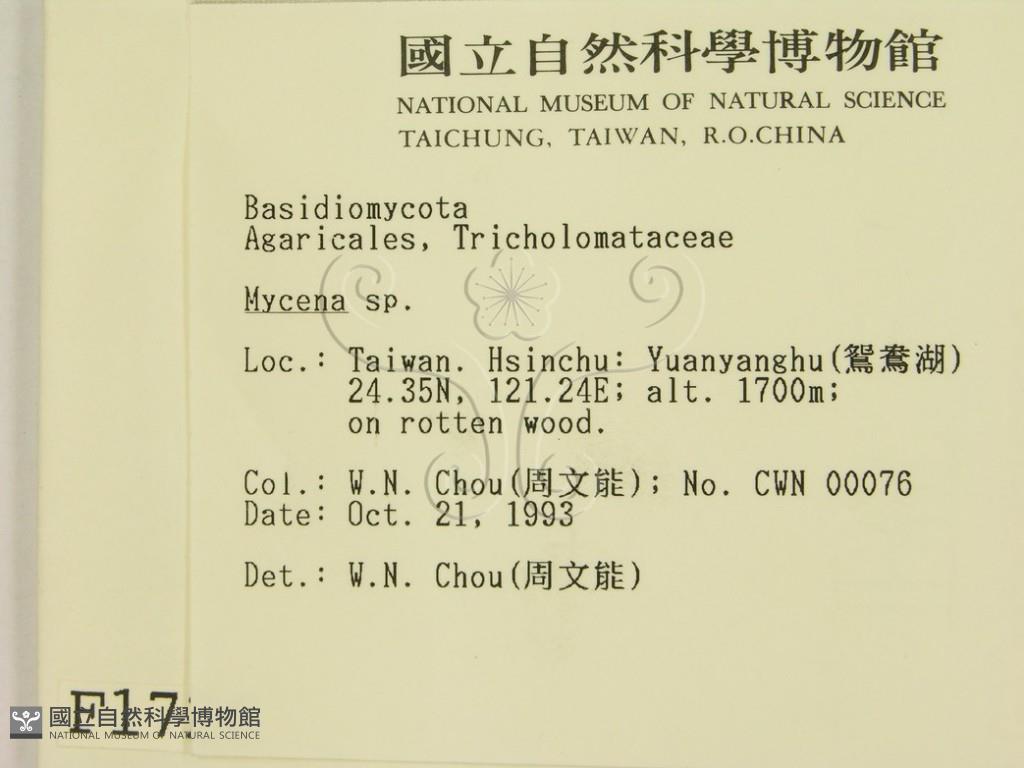 國立自然科學博物館
NATIONAL MUSEUM OF NATURAL SCIENCE
TAICHUNG, TAIWAN, R.O.CHINA
Basidiomycota
Agaricales, Tricholomataceae
Mycena sp.
Loc.: Taiwan. Hsinchu: Yuanyanghu(鴛鴦湖)
24.35N, 121.24E; alt. 1700m;
on rotten wood.
Col.: W.N. Chou(周文能); No. CWN 00076
Date: Oct. 21, 1993
Det.: W.N. Chou(周文能)
F17
國立自然科學博物館
NATIONAL MUSEUM OF NATURAL SCIENCE